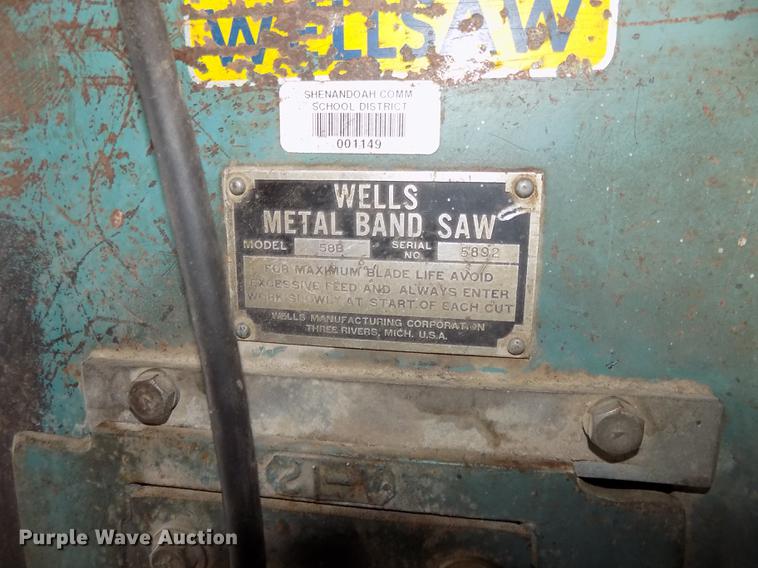 WELLSAW
SHENANDOAH COMM
SCHOOL DISTRICT
001149
WELLS
METAL BAND SAW
MODEL 58B SERIAL NO. 5892
FOR MAXIMUM BLADE LIFE AVOID
EXCESSIVE FEED AND ALWAYS ENTER
WORK SLOWLY AT START OF EACH CUT
WELLS MANUFACTURING CORPORATION
THREE RIVERS, MICH. U.S.A.
Purple Wave Auction